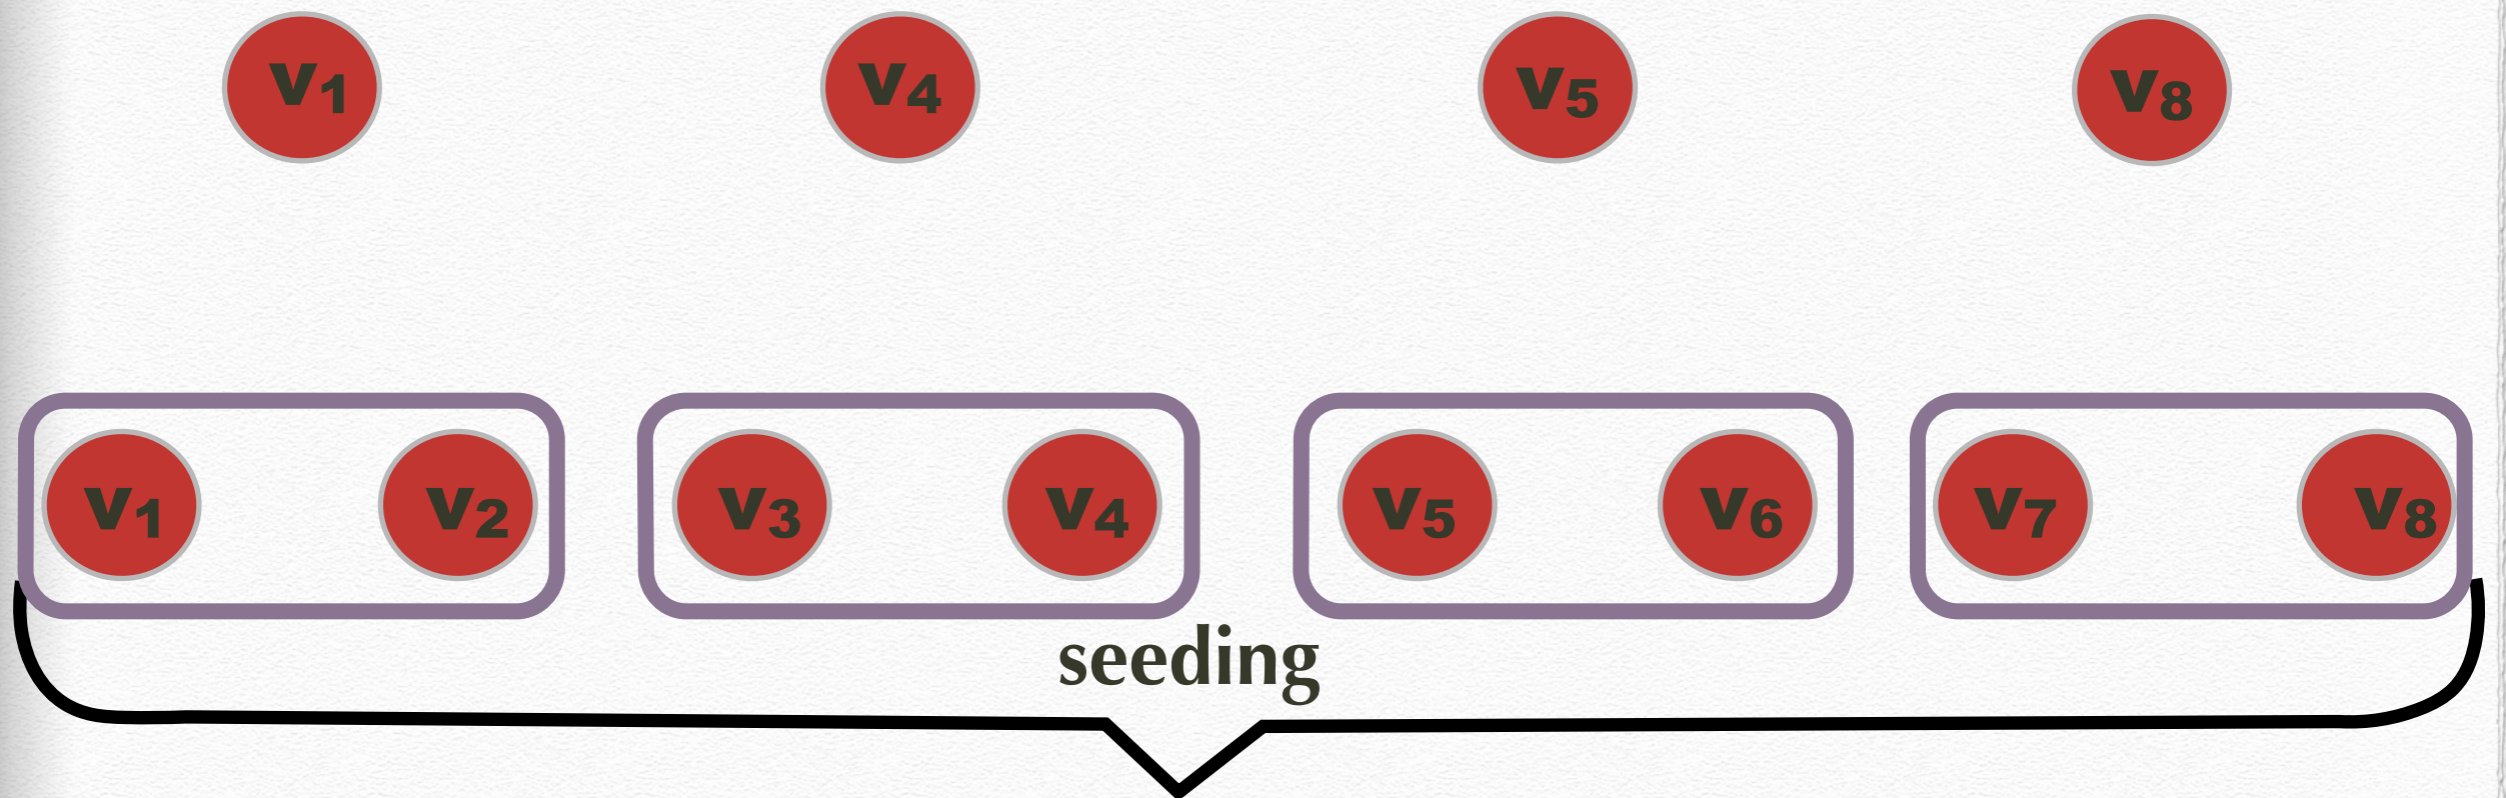 v₁ v₄ v₅ v₈
v₁ v₂ v₃ v₄ v₅ v₆ v₇ v₈
seeding